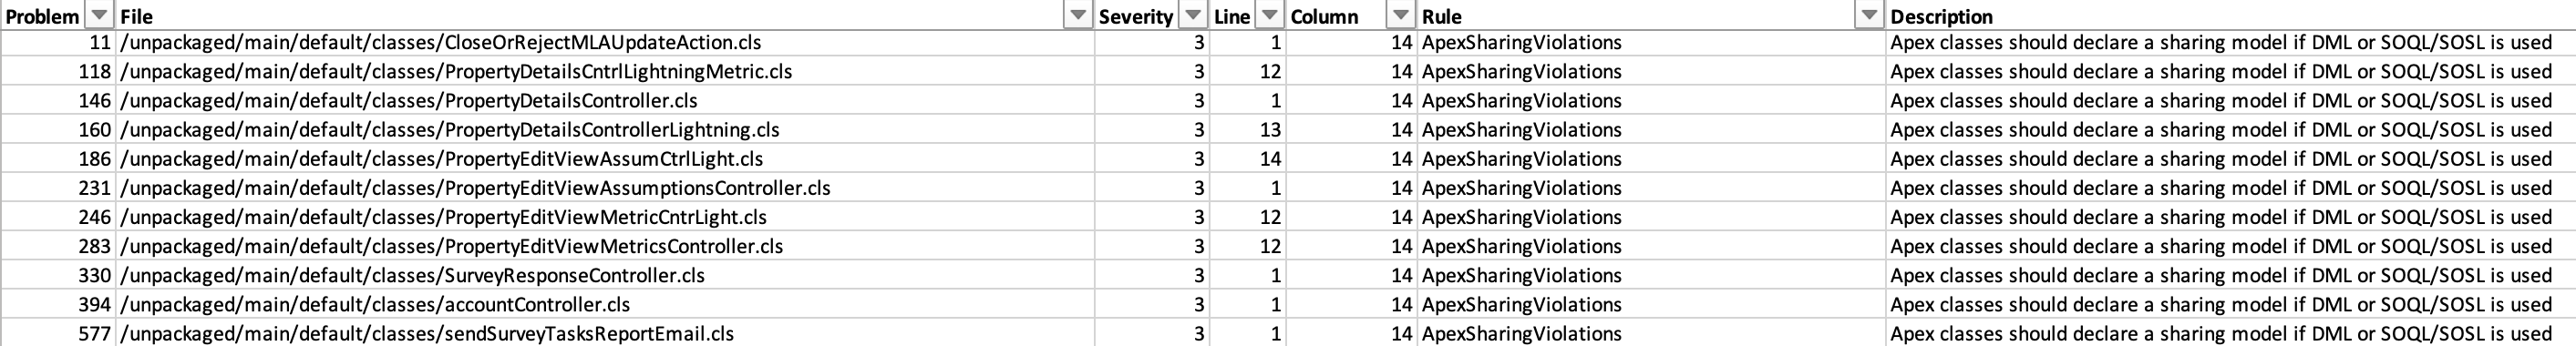 Problem File Severity Line Column Rule Description
11 /unpackaged/main/default/classes/CloseOrRejectMLAUpdateAction.cls 3 1 14 ApexSharingViolations Apex classes should declare a sharing model if DML or SOQL/SOSL is used
118 /unpackaged/main/default/classes/PropertyDetailsCntrlLightningMetric.cls 3 12 14 ApexSharingViolations Apex classes should declare a sharing model if DML or SOQL/SOSL is used
146 /unpackaged/main/default/classes/PropertyDetailsController.cls 3 1 14 ApexSharingViolations Apex classes should declare a sharing model if DML or SOQL/SOSL is used
160 /unpackaged/main/default/classes/PropertyDetailsControllerLightning.cls 3 13 14 ApexSharingViolations Apex classes should declare a sharing model if DML or SOQL/SOSL is used
186 /unpackaged/main/default/classes/PropertyEditViewAssumCtrlLight.cls 3 14 14 ApexSharingViolations Apex classes should declare a sharing model if DML or SOQL/SOSL is used
231 /unpackaged/main/default/classes/PropertyEditViewAssumptionsController.cls 3 1 14 ApexSharingViolations Apex classes should declare a sharing model if DML or SOQL/SOSL is used
246 /unpackaged/main/default/classes/PropertyEditViewMetricCntrLight.cls 3 12 14 ApexSharingViolations Apex classes should declare a sharing model if DML or SOQL/SOSL is used
283 /unpackaged/main/default/classes/PropertyEditViewMetricsController.cls 3 12 14 ApexSharingViolations Apex classes should declare a sharing model if DML or SOQL/SOSL is used
330 /unpackaged/main/default/classes/SurveyResponseController.cls 3 1 14 ApexSharingViolations Apex classes should declare a sharing model if DML or SOQL/SOSL is used
394 /unpackaged/main/default/classes/accountController.cls 3 1 14 ApexSharingViolations Apex classes should declare a sharing model if DML or SOQL/SOSL is used
577 /unpackaged/main/default/classes/sendSurveyTasksReportEmail.cls 3 1 14 ApexSharingViolations Apex classes should declare a sharing model if DML or SOQL/SOSL is used